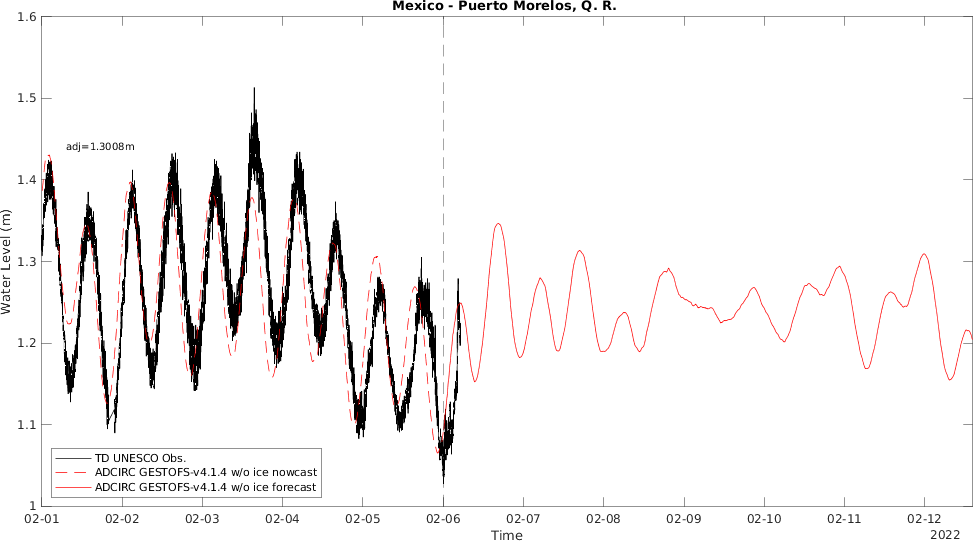 Mexico - Puerto Morelos, Q. R.
1.6
1.5
1.4
1.3
1.2
1.1
1
Water Level (m)
adj=1.3008m
TD UNESCO Obs.
ADCIRC GESTOFS-v4.1.4 w/o ice nowcast
ADCIRC GESTOFS-v4.1.4 w/o ice forecast
02-01 02-02 02-03 02-04 02-05 02-06 02-07 02-08 02-09 02-10 02-11 02-12
Time
2022